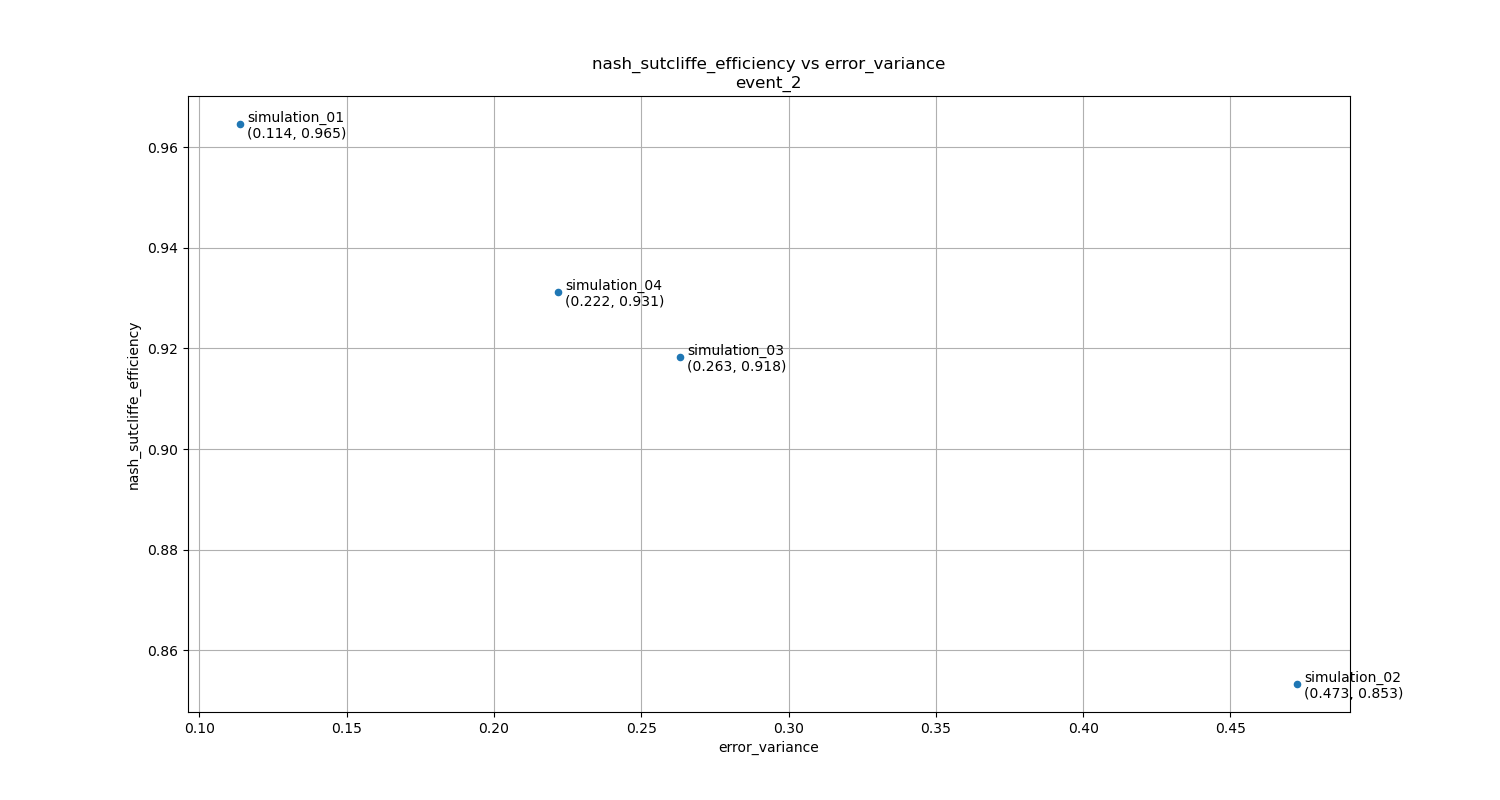 nash_sutcliffe_efficiency vs error_variance
event_2
simulation_01
(0.114, 0.965)
0.96
0.94
simulation_04
(0.222, 0.931)
simulation_03
(0.263, 0.918)
0.92
nash_sutcliffe_efficiency
0.90
0.88
0.86
simulation_02
(0.473, 0.853)
0.10 0.15 0.20 0.25 0.30 0.35 0.40 0.45
error_variance